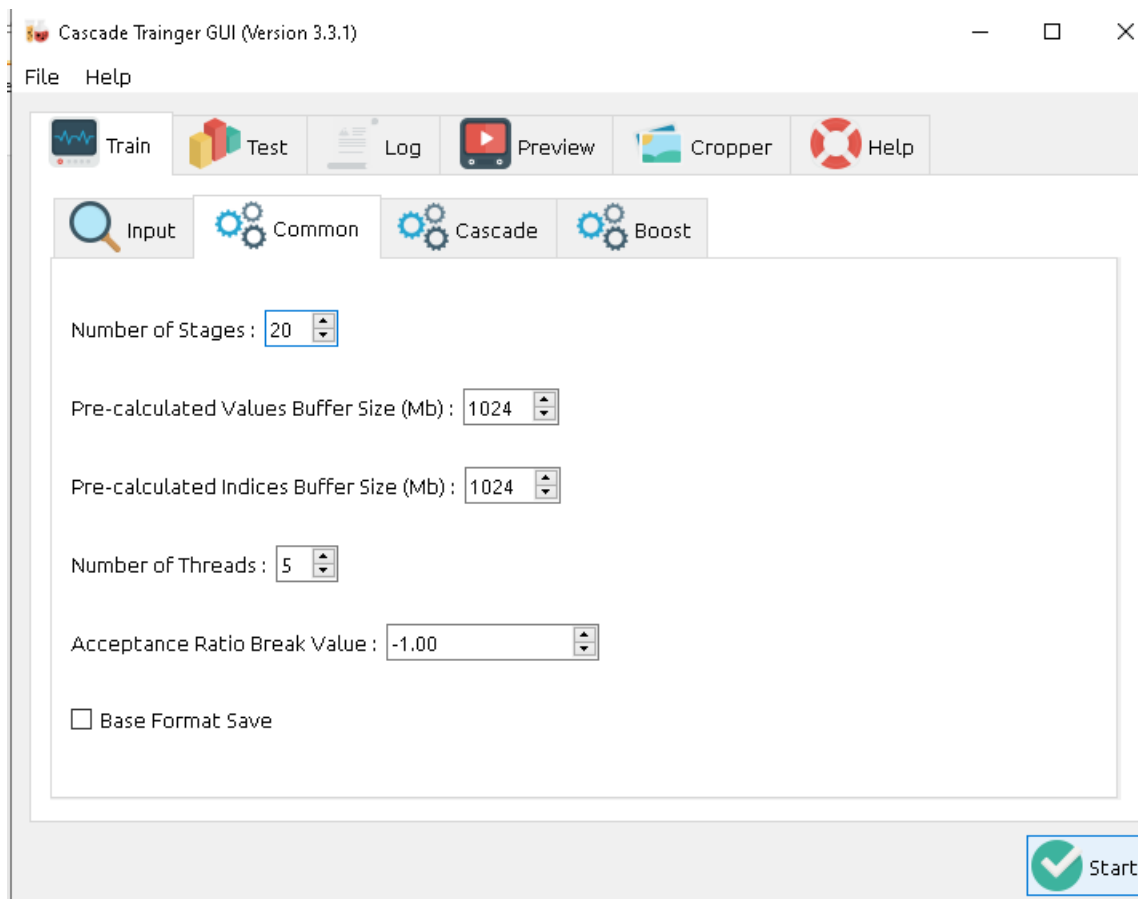 Cascade Trainger GUI (Version 3.3.1)
File Help
Train Test Log Preview Cropper Help
Input Common Cascade Boost
Number of Stages : 20
Pre-calculated Values Buffer Size (Mb) : 1024
Pre-calculated Indices Buffer Size (Mb) : 1024
Number of Threads : 5
Acceptance Ratio Break Value : -1.00
Base Format Save
Start